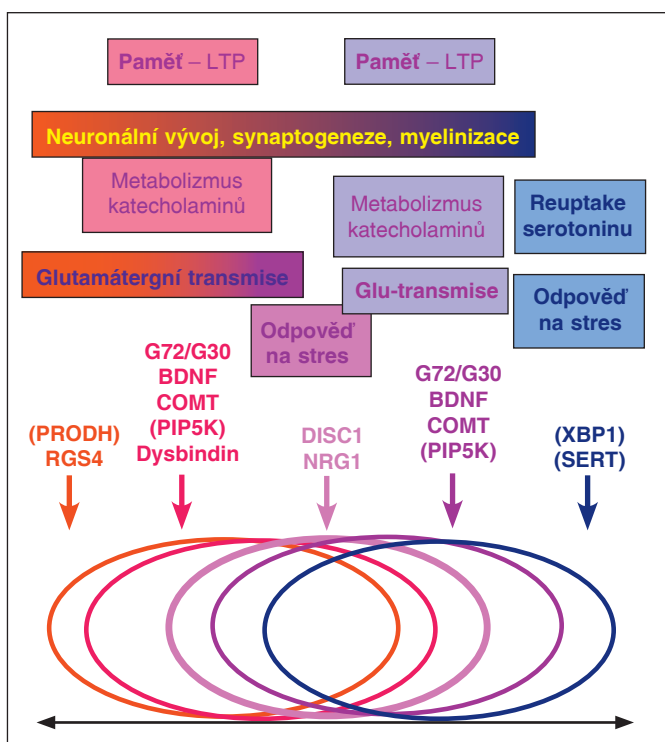 Paměť – LTP
Paměť – LTP
Neuronální vývoj, synaptogeneze, myelinizace
Metabolizmus
katecholaminů
Metabolizmus
katecholaminů
Reuptake
serotoninu
Glutamátergní transmise
Glu-transmise
Odpověď
na stres
Odpověď
na stres
(PRODH)
RGS4
G72/G30
BDNF
COMT
(PIP5K)
Dysbindin
DISC1
NRG1
G72/G30
BDNF
COMT
(PIP5K)
(XBP1)
(SERT)